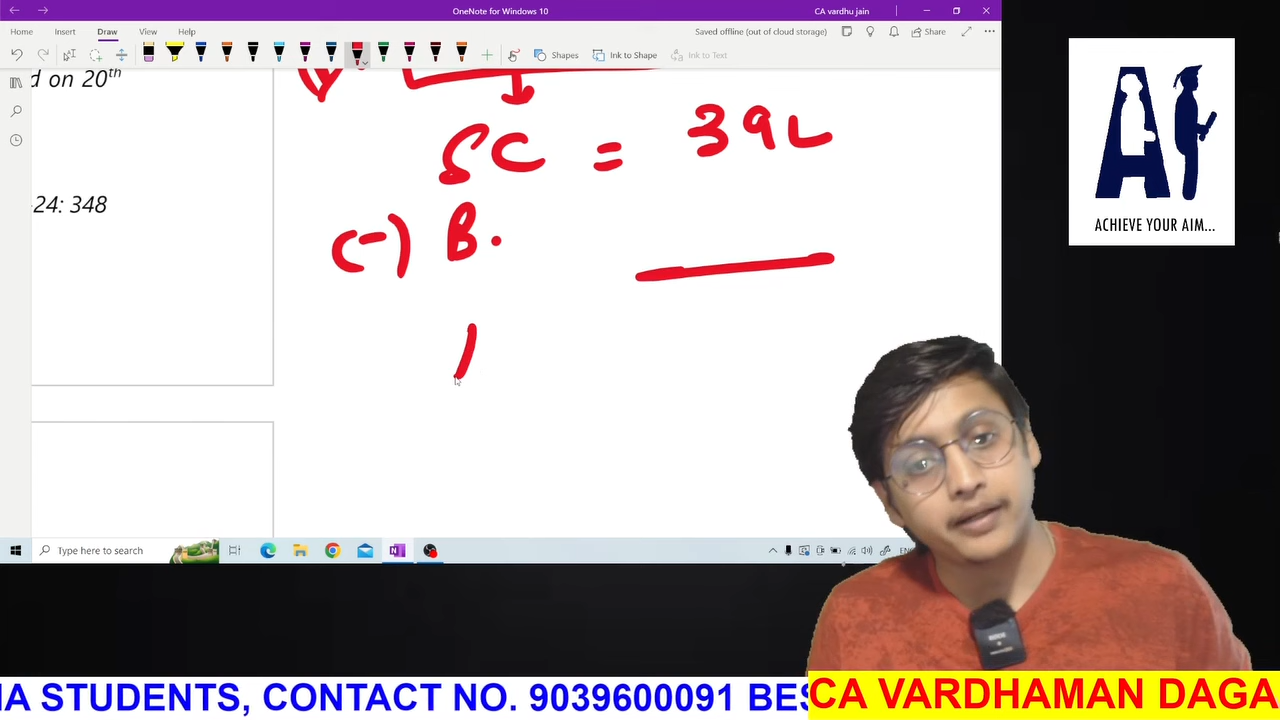 OneNote for Windows 10
CA vardhu jain
Home Insert Draw View Help
Saved offline (out of cloud storage)
Share
Shapes
Ink to Shape
Ink to Text
d on 20th
SC = 39L
(-) B.
24: 348
ACHIEVE YOUR AIM...
Type here to search
IA STUDENTS, CONTACT NO. 9039600091 BES
CA VARDHAMAN DAGA